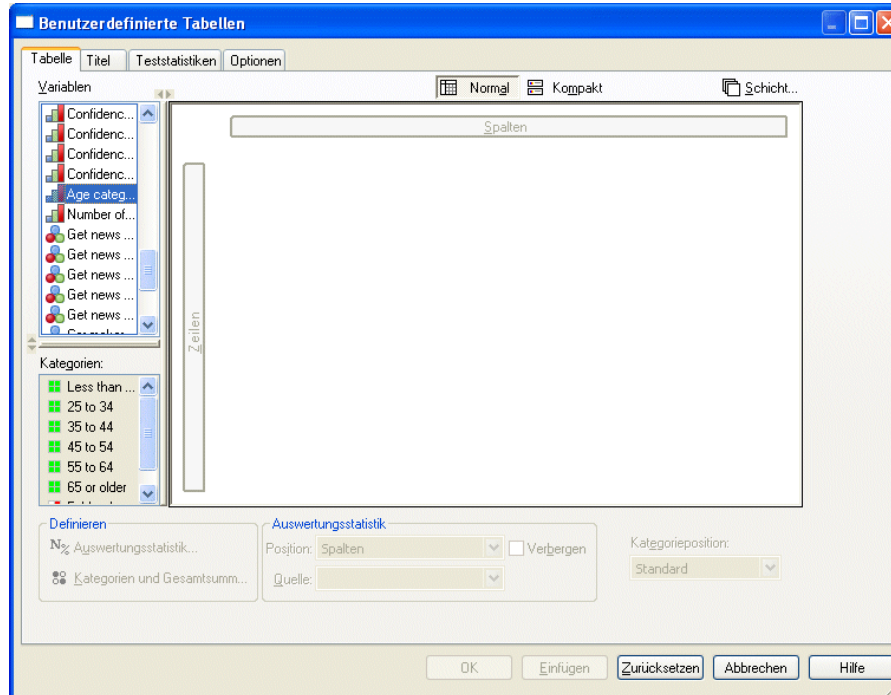 Benutzerdefinierte Tabellen
Tabelle Titel Teststatistiken Optionen
Variablen
Normal Kompakt Schicht...
Confidenc...
Confidenc...
Confidenc...
Confidenc...
Age categ...
Number of...
Get news ...
Get news ...
Get news ...
Get news ...
Get news ...
Spalten
Zeilen
Kategorien:
Less than ...
25 to 34
35 to 44
45 to 54
55 to 64
65 or older
Definieren
N% Auswertungsstatistik...
Kategorien und Gesamtsumm...
Auswertungsstatistik
Position: Spalten Verbergen
Quelle:
Kategorieposition:
Standard
OK Einfügen Zurücksetzen Abbrechen Hilfe